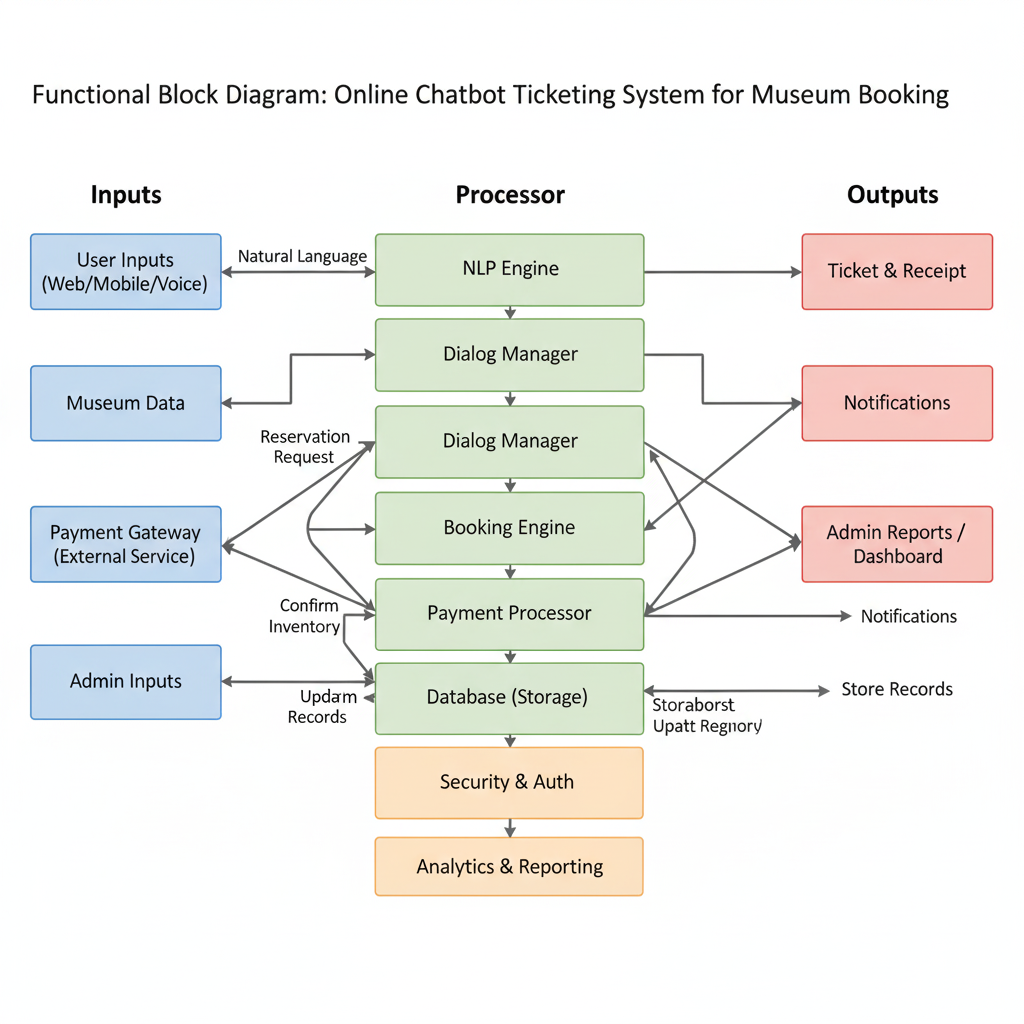 Functional Block Diagram: Online Chatbot Ticketing System for Museum Booking
Inputs
Processor
Outputs
User Inputs
(Web/Mobile/Voice)
Natural Language
NLP Engine
Ticket & Receipt
Dialog Manager
Museum Data
Notifications
Reservation
Request
Dialog Manager
Payment Gateway
(External Service)
Booking Engine
Admin Reports /
Dashboard
Confirm
Inventory
Payment Processor
Notifications
Admin Inputs
Records
Database (Storage)
Store Records
Storaborst
Upatt
Security & Auth
Analytics & Reporting